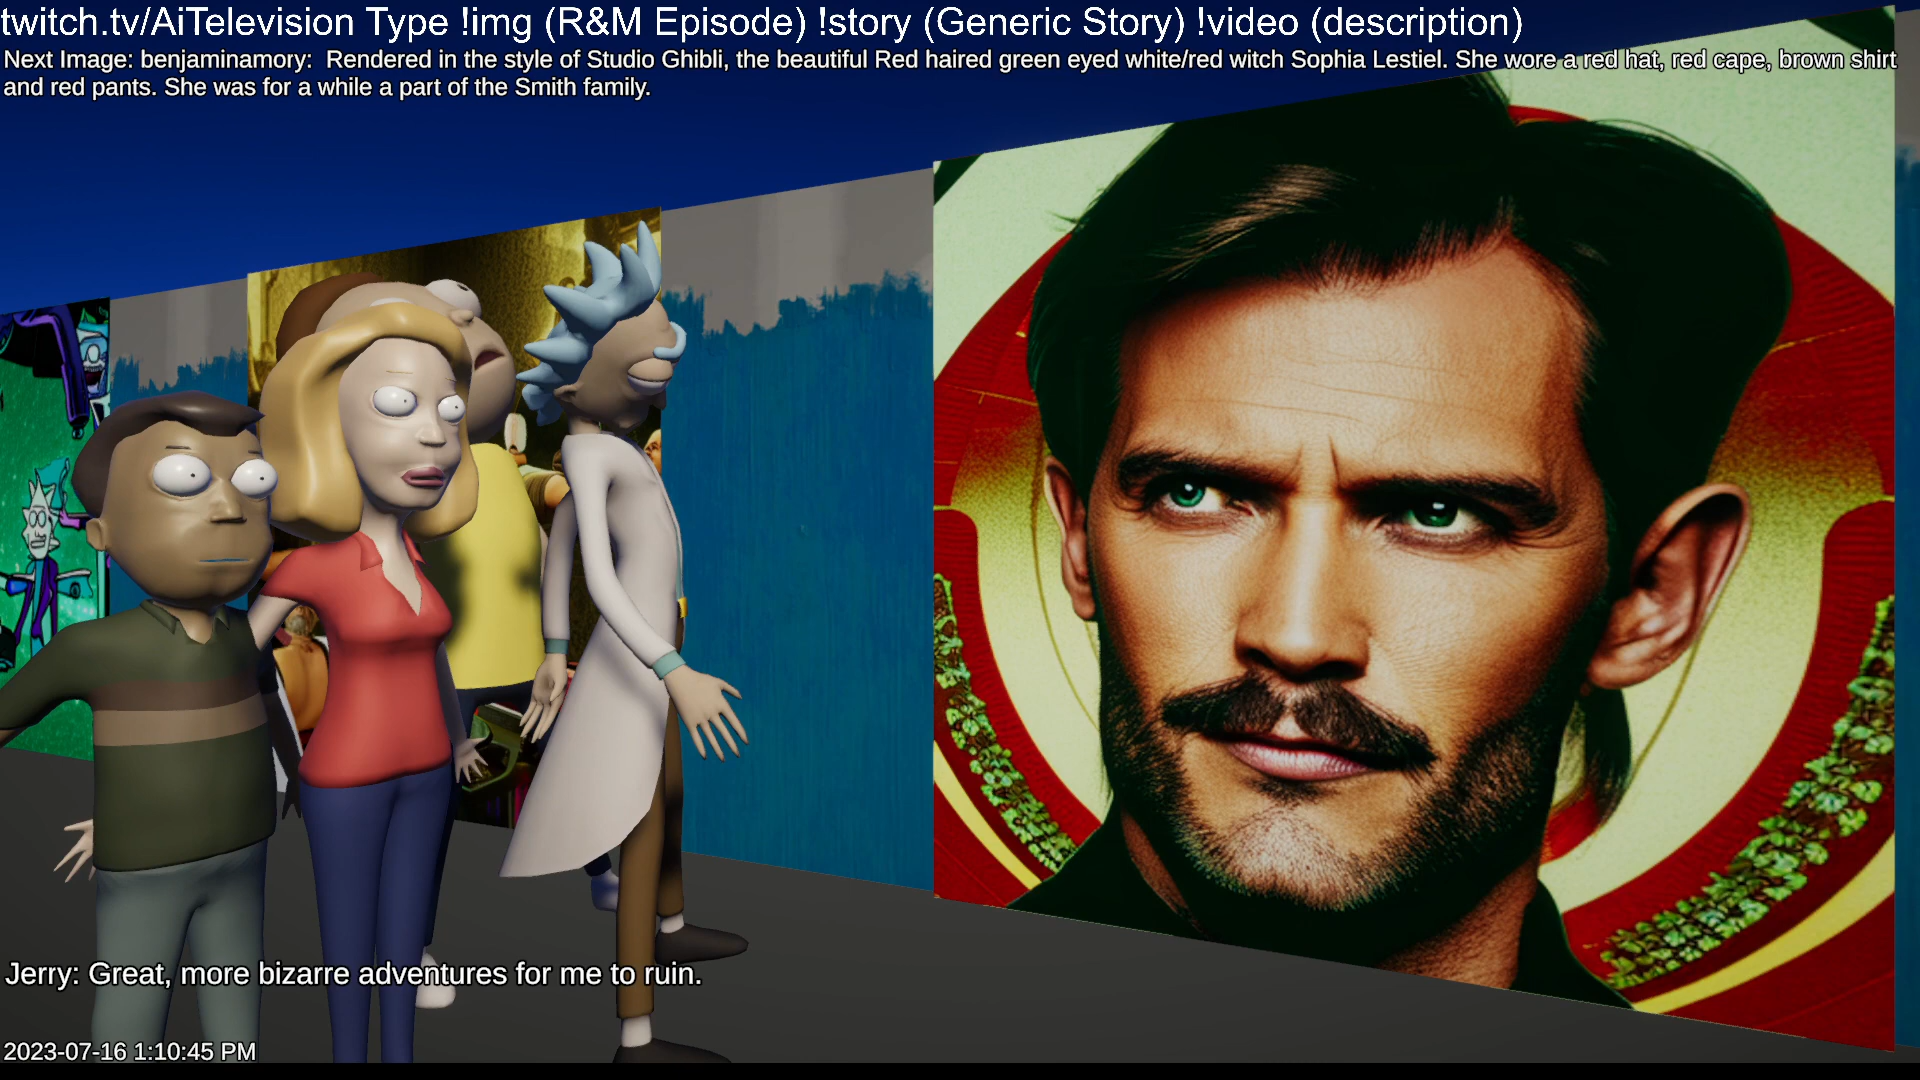 twitch.tv/AiTelevision Type !img (R&M Episode) !story (Generic Story) !video (description)
Next Image: benjaminamory:  Rendered in the style of Studio Ghibli, the beautiful Red haired green eyed white/red witch Sophia Lestiel. She wore a red hat, red cape, brown shirt
and red pants. She was for a while a part of the Smith family.
Jerry: Great, more bizarre adventures for me to ruin.
2023-07-16 1:10:45 PM